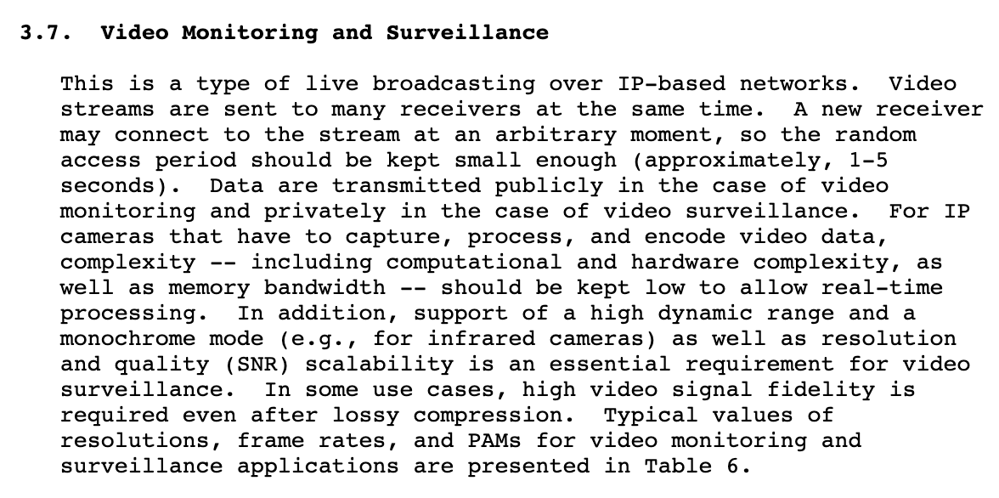 3.7.  Video Monitoring and Surveillance
This is a type of live broadcasting over IP-based networks.  Video
streams are sent to many receivers at the same time.  A new receiver
may connect to the stream at an arbitrary moment, so the random
access period should be kept small enough (approximately, 1-5
seconds).  Data are transmitted publicly in the case of video
monitoring and privately in the case of video surveillance.  For IP
cameras that have to capture, process, and encode video data,
complexity -- including computational and hardware complexity, as
well as memory bandwidth -- should be kept low to allow real-time
processing.  In addition, support of a high dynamic range and a
monochrome mode (e.g., for infrared cameras) as well as resolution
and quality (SNR) scalability is an essential requirement for video
surveillance.  In some use cases, high video signal fidelity is
required even after lossy compression.  Typical values of
resolutions, frame rates, and PAMs for video monitoring and
surveillance applications are presented in Table 6.